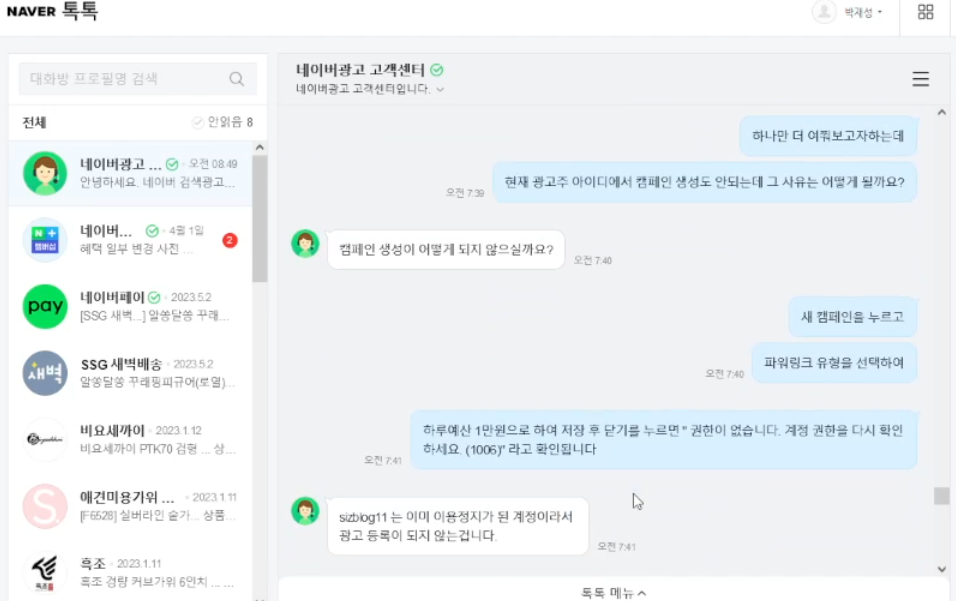 NAVER 톡톡
박재성
대화방 프로필명 검색
전체
안읽음 8
네이버광고 ... · 오전 08:49
안녕하세요. 네이버 검색광고...
네이버... · 4월 1일
혜택 일부 변경 사전 ...
2
N +
멤버십
네이버페이 · 2023.5.2
[SSG 새벽...] 알쏭달쏭 꾸래...
pay
SSG 새벽배송 · 2023.5.2
알쏭달쏭 꾸래핑피규어(로열)...
새벽
비요세까이 · 2023.1.12
비요세까이 PTK70 검형 ... 상...
애견미용가위 ... · 2023.1.11
[F6528] 실버라인 숱가... 상품...
S
흑조 · 2023.1.11
흑조 경량 커브가위 6인치 ... ...
흑조
네이버광고 고객센터
네이버광고 고객센터입니다.
하나만 더 여쭤보고자하는데
현재 광고주 아이디에서 캠페인 생성도 안되는데 그 사유는 어떻게 될까요?
오전 7:39
캠페인 생성이 어떻게 되지 않으실까요?
오전 7:40
새 캠페인을 누르고
파워링크 유형을 선택하여
오전 7:40
하루예산 1만원으로 하여 저장 후 닫기를 누르면 " 권한이 없습니다. 계정 권한을 다시 확인
하세요. (1006)" 라고 확인됩니다
오전 7:41
sizblog11 는 이미 이용정지가 된 계정이라서
광고 등록이 되지 않는겁니다.
오전 7:41
톡톡 메뉴